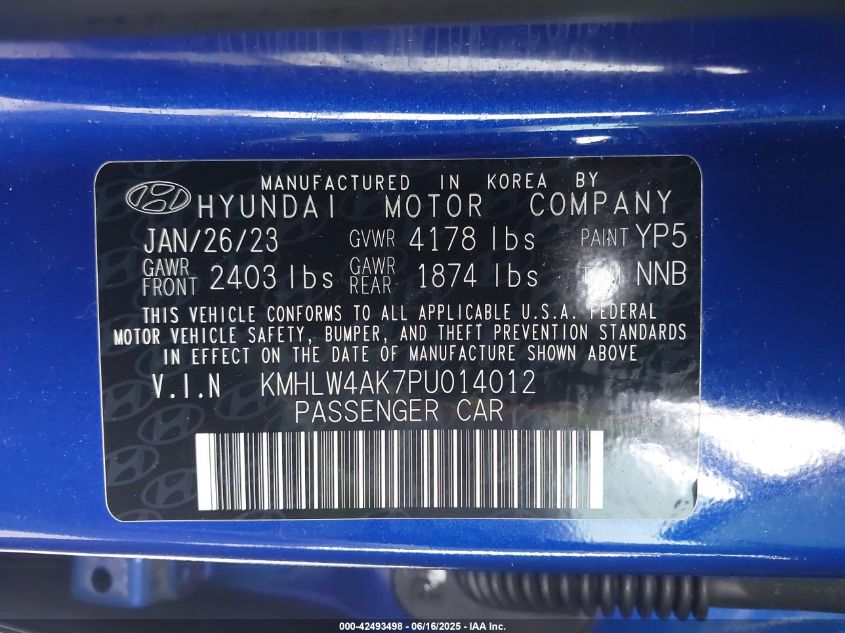 MANUFACTURED IN KOREA BY
HYUNDAI MOTOR COMPANY
JAN/26/23 GVWR 4178 lbs PAINT YP5
GAWR FRONT 2403 lbs GAWR REAR 1874 lbs NNB
THIS VEHICLE CONFORMS TO ALL APPLICABLE U.S.A. FEDERAL
MOTOR VEHICLE SAFETY, BUMPER, AND THEFT PREVENTION STANDARDS
IN EFFECT ON THE DATE OF MANUFACTURE SHOWN ABOVE
V.I.N KMHLW4AK7PU014012
PASSENGER CAR
000-42493498 - 06/16/2025 - IAA Inc.